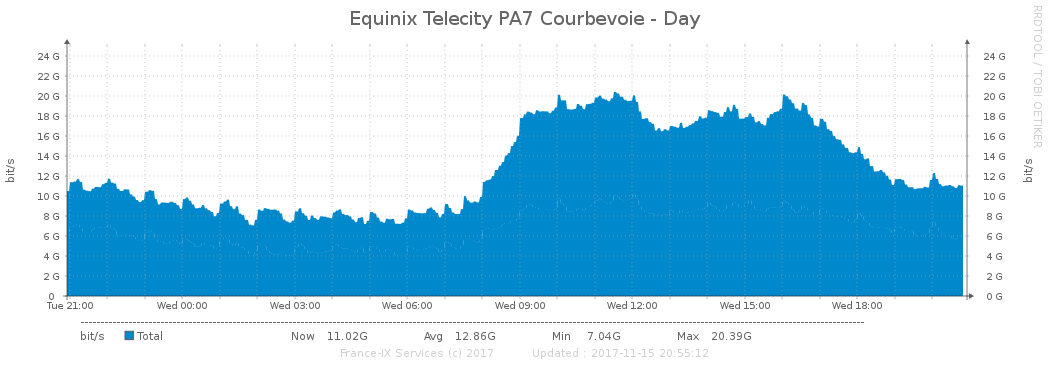 Equinix Telecity PA7 Courbevoie - Day
RRDTOOL / TOBI OETIKER
bit/s
24 G 24 G
22 G 22 G
20 G 20 G
18 G 18 G
16 G 16 G
14 G 14 G
12 G 12 G
10 G 10 G
8 G 8 G
6 G 6 G
4 G 4 G
2 G 2 G
0 0 G
bit/s
Tue 21:00 Wed 00:00 Wed 03:00 Wed 06:00 Wed 09:00 Wed 12:00 Wed 15:00 Wed 18:00
bit/s Total Now 11.02G Avg 12.86G Min 7.04G Max 20.39G
France-IX Services (c) 2017 Updated : 2017-11-15 20:55:12